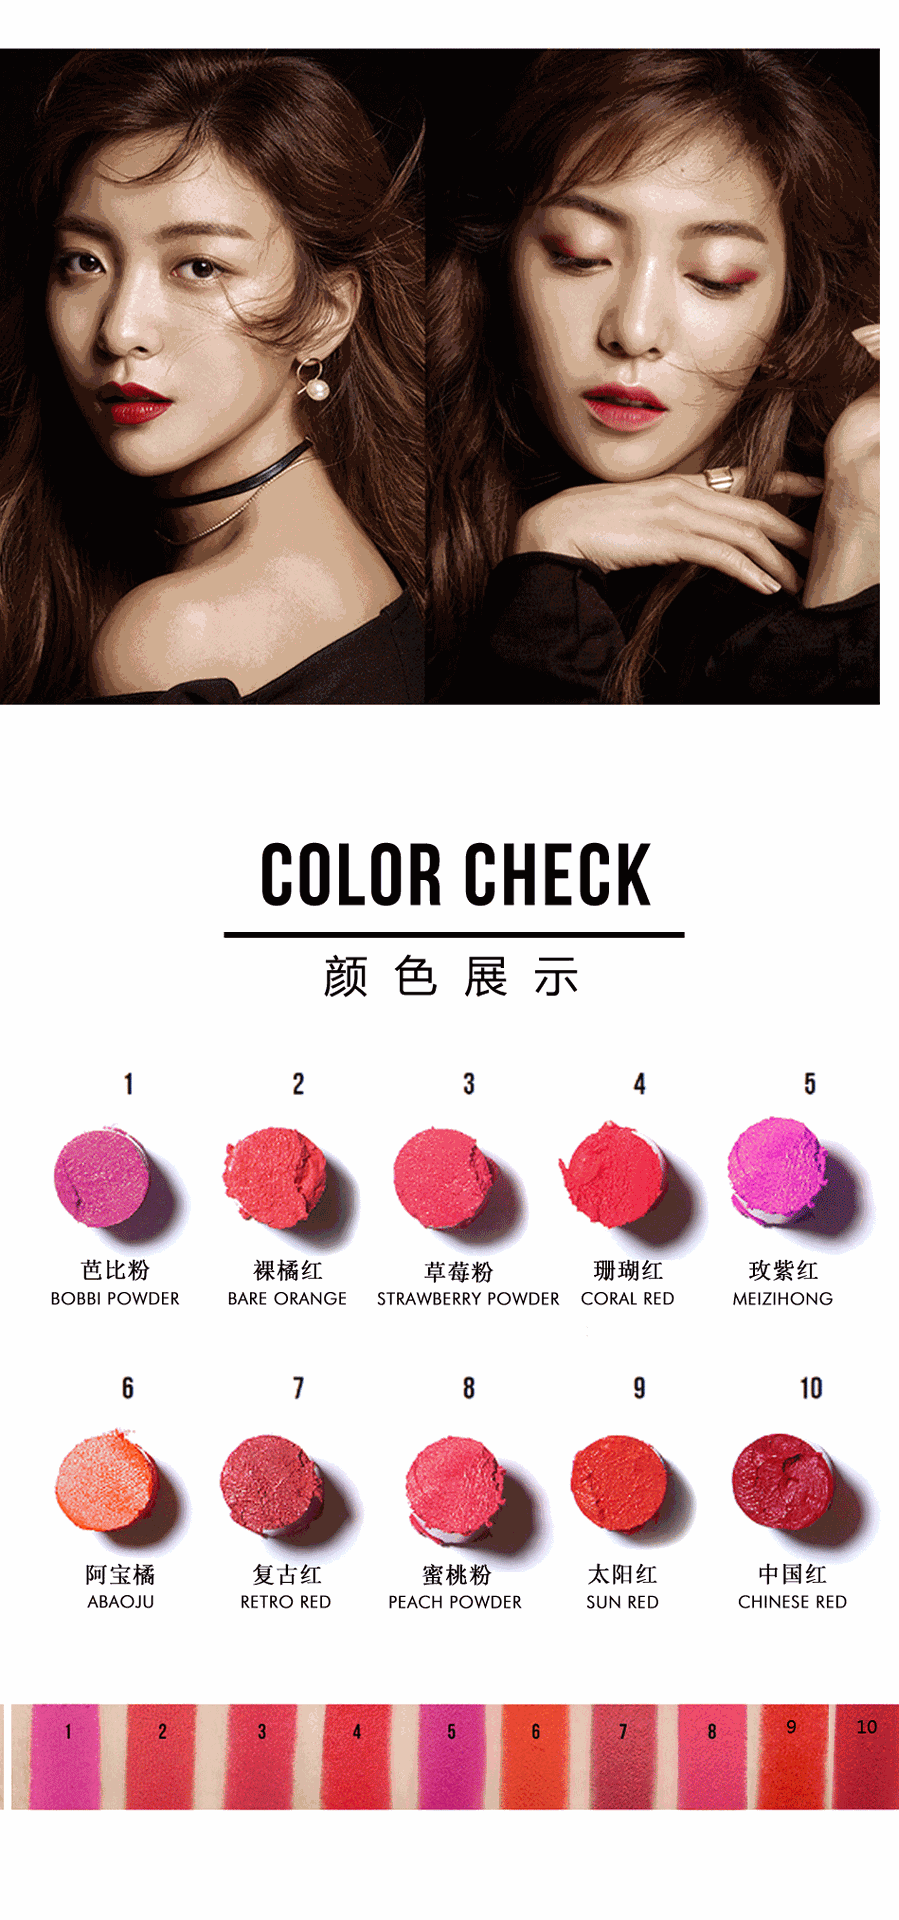 COLOR CHECK
颜色展示
1 2 3 4 5
芭比粉 裸橘红 草莓粉 珊瑚红 玫紫红
BOBBI POWDER BARE ORANGE STRAWBERRY POWDER CORAL RED MEIZIHONG
6 7 8 9 10
阿宝橘 复古红 蜜桃粉 太阳红 中国红
ABAOJU RETRO RED PEACH POWDER SUN RED CHINESE RED
1 2 3 4 5 6 7 8 9 10